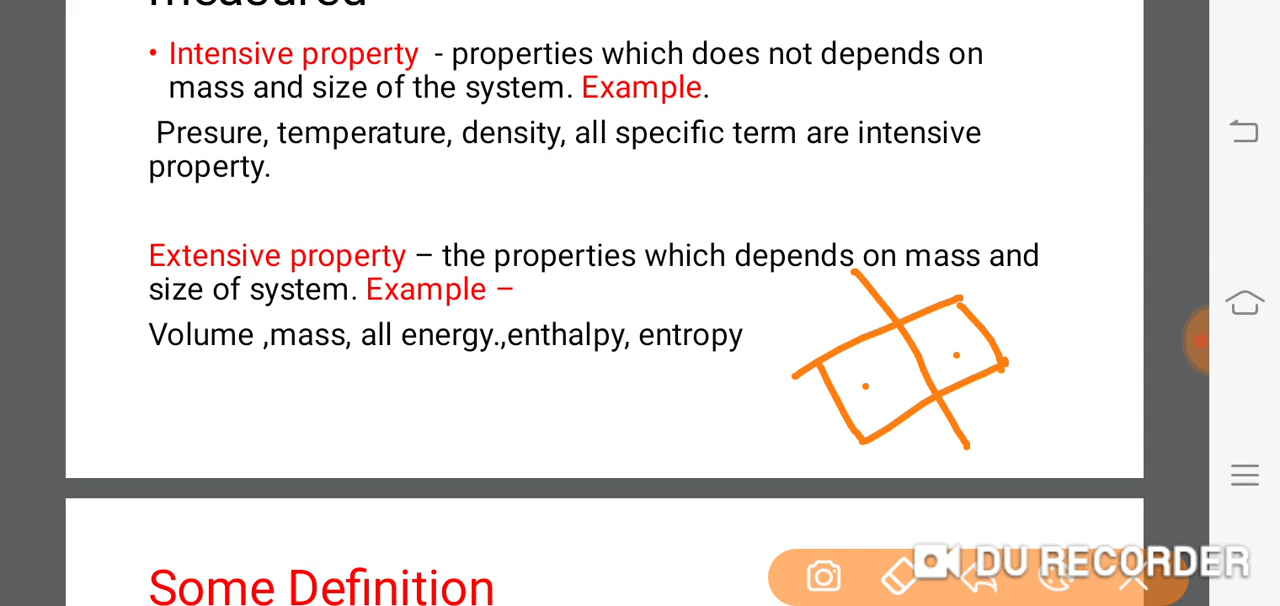 measured
• Intensive property - properties which does not depends on
mass and size of the system. Example.
Presure, temperature, density, all specific term are intensive
property.
Extensive property – the properties which depends on mass and
size of system. Example –
Volume ,mass, all energy.,enthalpy, entropy
Some Definition
DU RECORDER